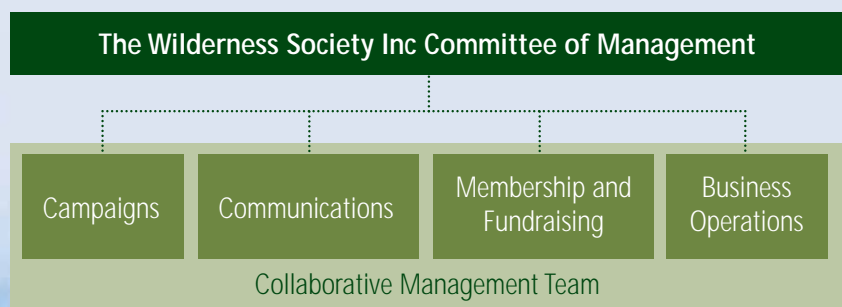 The Wilderness Society Inc Committee of Management
Campaigns
Communications
Membership and
Fundraising
Business
Operations
Collaborative Management Team